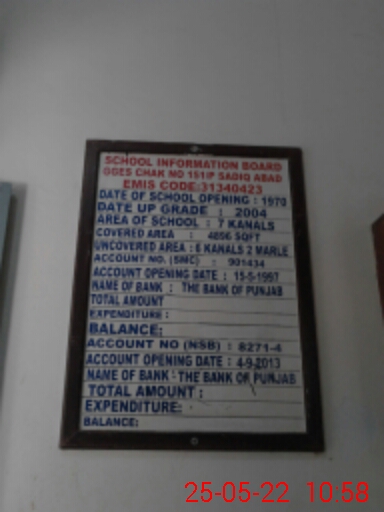 SCHOOL INFORMATION BOARD
GGES CHAK NO 151/P SADIQ ABAD
EMIS CODE:31340423
DATE OF SCHOOL OPENING : 1970
DATE UP GRADE : 2004
AREA OF SCHOOL : 7 KANALS
COVERED AREA : 4856 SQFT
UNCOVERED AREA : 6 KANALS 2 MARLE
ACCOUNT NO. (SMC) : 901434
ACCOUNT OPENING DATE : 15-5-1997
NAME OF BANK : THE BANK OF PUNJAB
TOTAL AMOUNT
EXPENDITURE :
BALANCE:
ACCOUNT NO (NSB) : 8271-4
ACCOUNT OPENING DATE : 4-9-2013
NAME OF BANK : THE BANK OF PUNJAB
TOTAL AMOUNT :
EXPENDITURE:
BALANCE:
25-05-22 10:58